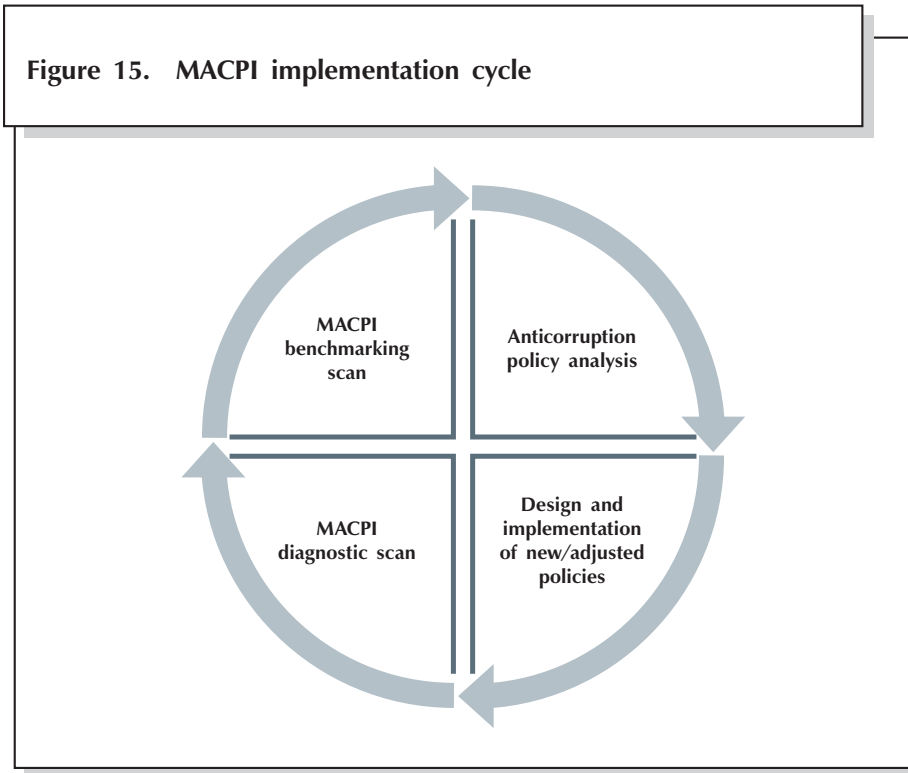 Figure 15. MACPI implementation cycle
MACPI
benchmarking
scan
Anticorruption
policy analysis
MACPI
diagnostic scan
Design and
implementation
of new/adjusted
policies